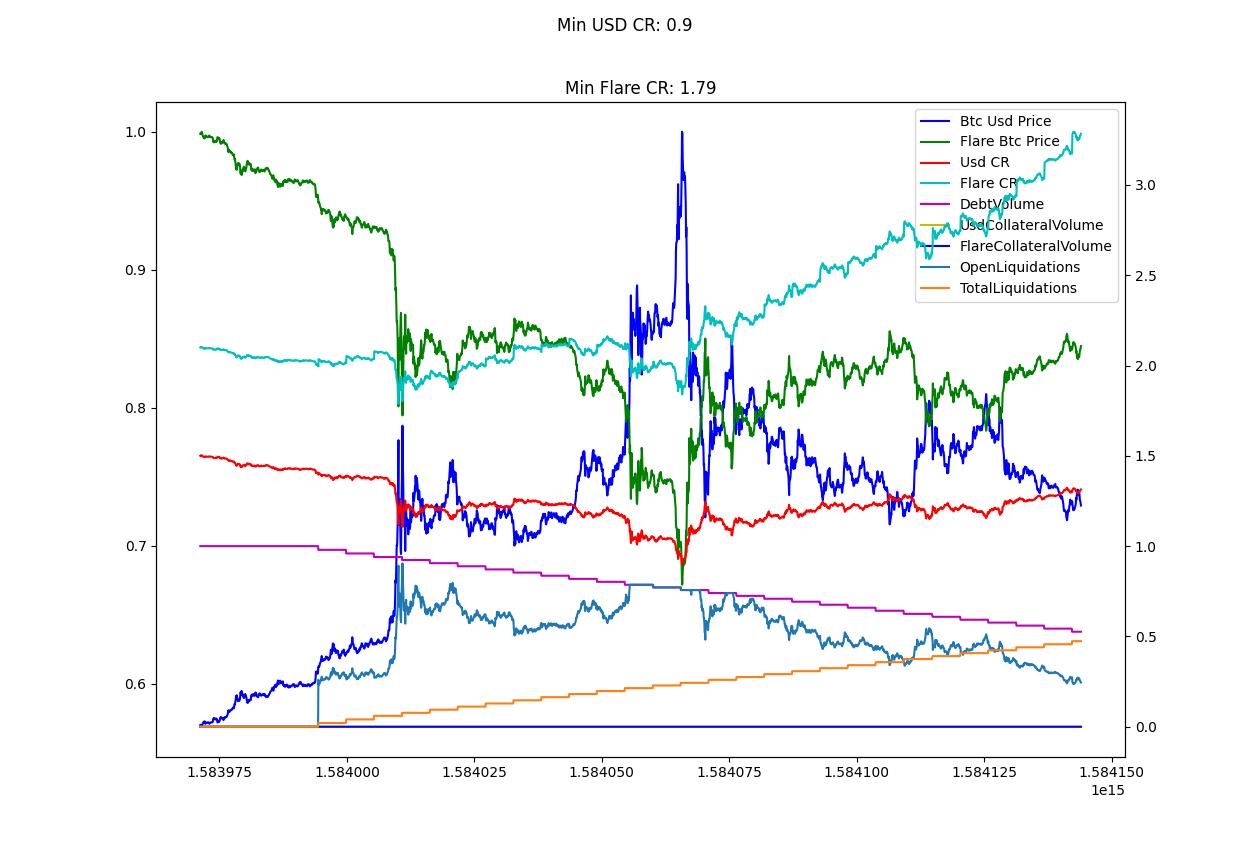 Min USD CR: 0.9
Min Flare CR: 1.79
1.0
0.9
0.8
0.7
0.6
Btc Usd Price
Flare Btc Price
Usd CR
Flare CR
DebtVolume
UsdCollateralVolume
FlareCollateralVolume
OpenLiquidations
TotalLiquidations
3.0
2.5
2.0
1.5
1.0
0.5
0.0
1.583975 1.584000 1.584025 1.584050 1.584075 1.584100 1.584125 1.584150
1e15